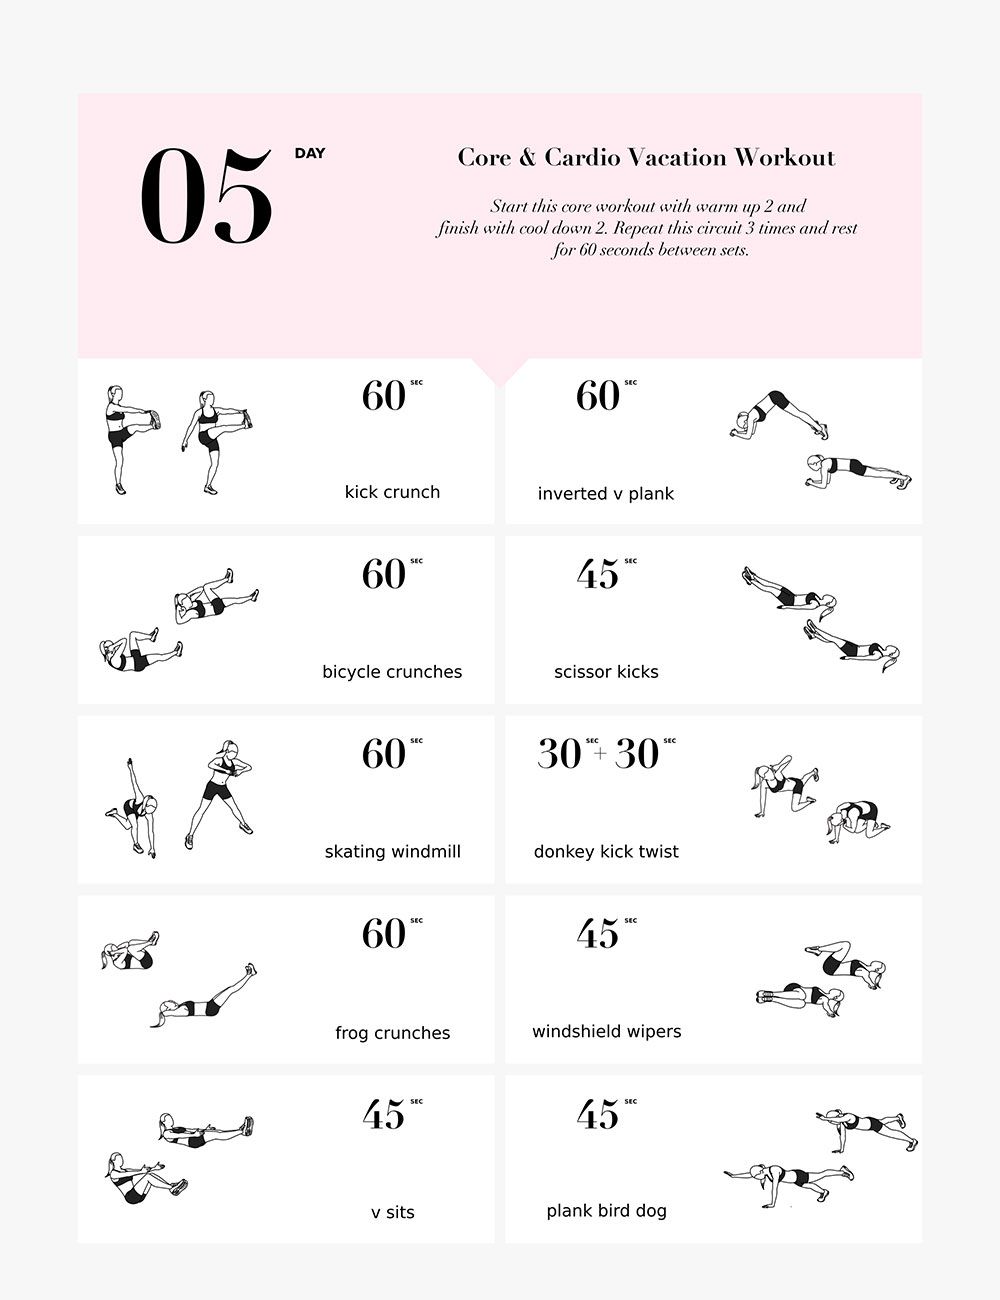 05 DAY
Core & Cardio Vacation Workout
Start this core workout with warm up 2 and
finish with cool down 2. Repeat this circuit 3 times and rest
for 60 seconds between sets.
60 SEC
kick crunch
60 SEC
inverted v plank
60 SEC
bicycle crunches
45 SEC
scissor kicks
60 SEC
skating windmill
30 SEC + 30 SEC
donkey kick twist
60 SEC
frog crunches
45 SEC
windshield wipers
45 SEC
v sits
45 SEC
plank bird dog